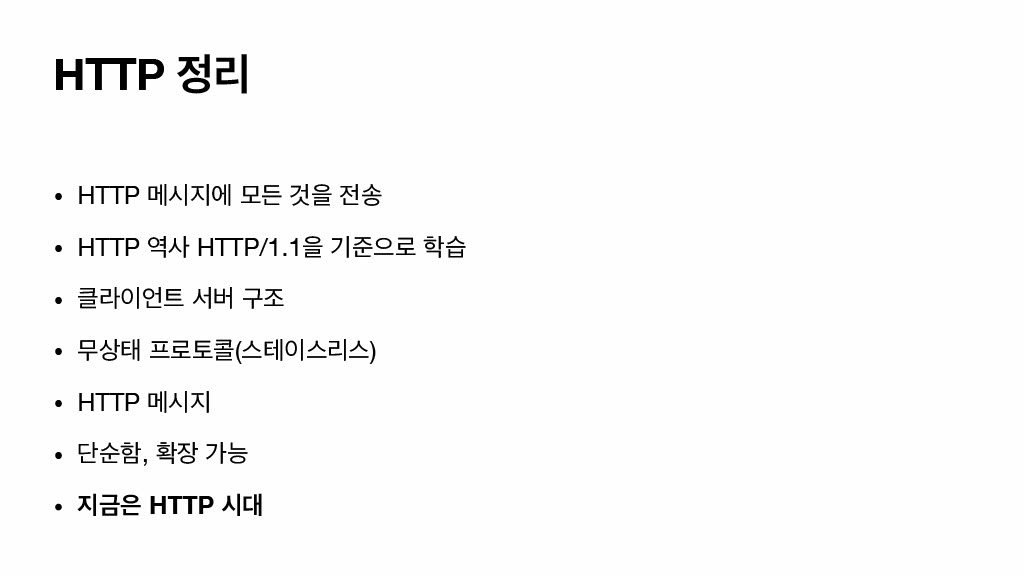 HTTP 정리
• HTTP 메시지에 모든 것을 전송
• HTTP 역사 HTTP/1.1을 기준으로 학습
• 클라이언트 서버 구조
• 무상태 프로토콜(스테이스리스)
• HTTP 메시지
• 단순함, 확장 가능
• 지금은 HTTP 시대